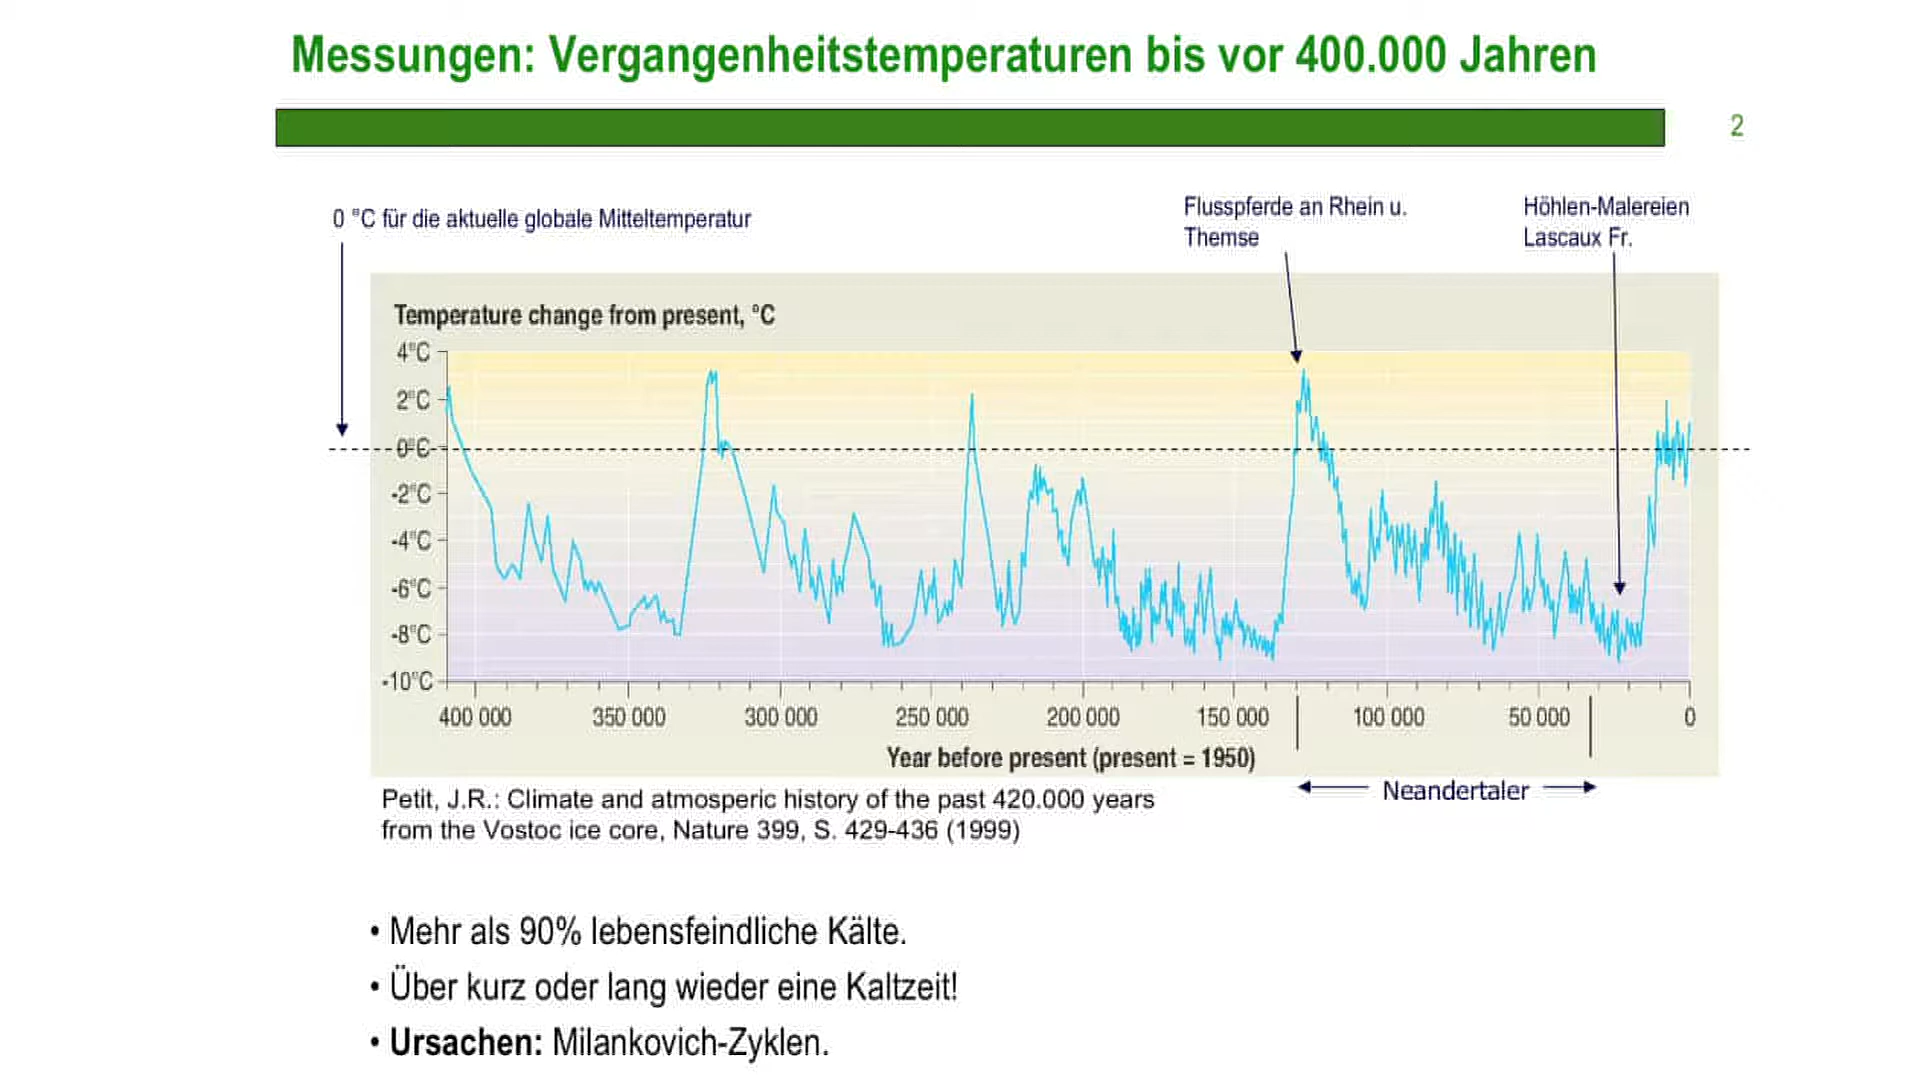 Messungen: Vergangenheitstemperaturen bis vor 400.000 Jahren
2
0 °C für die aktuelle globale Mitteltemperatur
Flusspferde an Rhein u.
Themse
Höhlen-Malereien
Lascaux Fr.
Temperature change from present, °C
4°C
2°C
0°C
-2°C
-4°C
-6°C
-8°C
-10°C
400 000 350 000 300 000 250 000 200 000 150 000 100 000 50 000 0
Year before present (present = 1950)
Neandertaler
Petit, J.R.: Climate and atmosperic history of the past 420.000 years
from the Vostoc ice core, Nature 399, S. 429-436 (1999)
• Mehr als 90% lebensfeindliche Kälte.
• Über kurz oder lang wieder eine Kaltzeit!
• Ursachen: Milankovich-Zyklen.